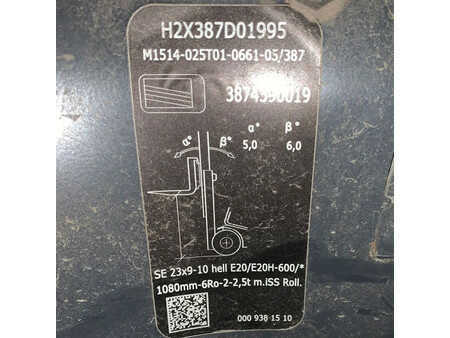 H2X387D01995
M1514-025T01-0661-05/387
α° β°
5,0 6,0
α° β°
SE 23x9-10 hell E20/E20H-600/*
1080mm-6Ro-2-2,5t m.iSS Roll.
000 938 15 10